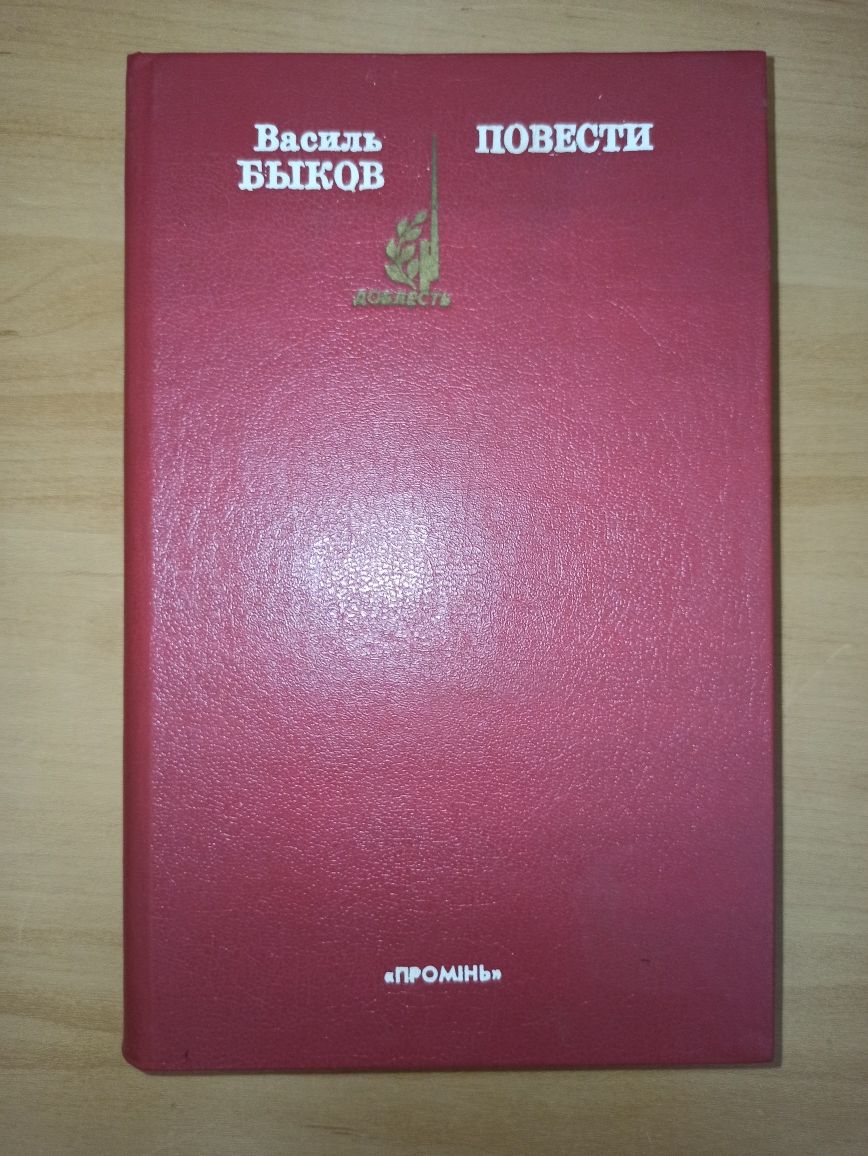 Василь
БЫКОВ
ПОВЕСТИ
ДОБЛЕСТЬ
«ПРОМІНЬ»